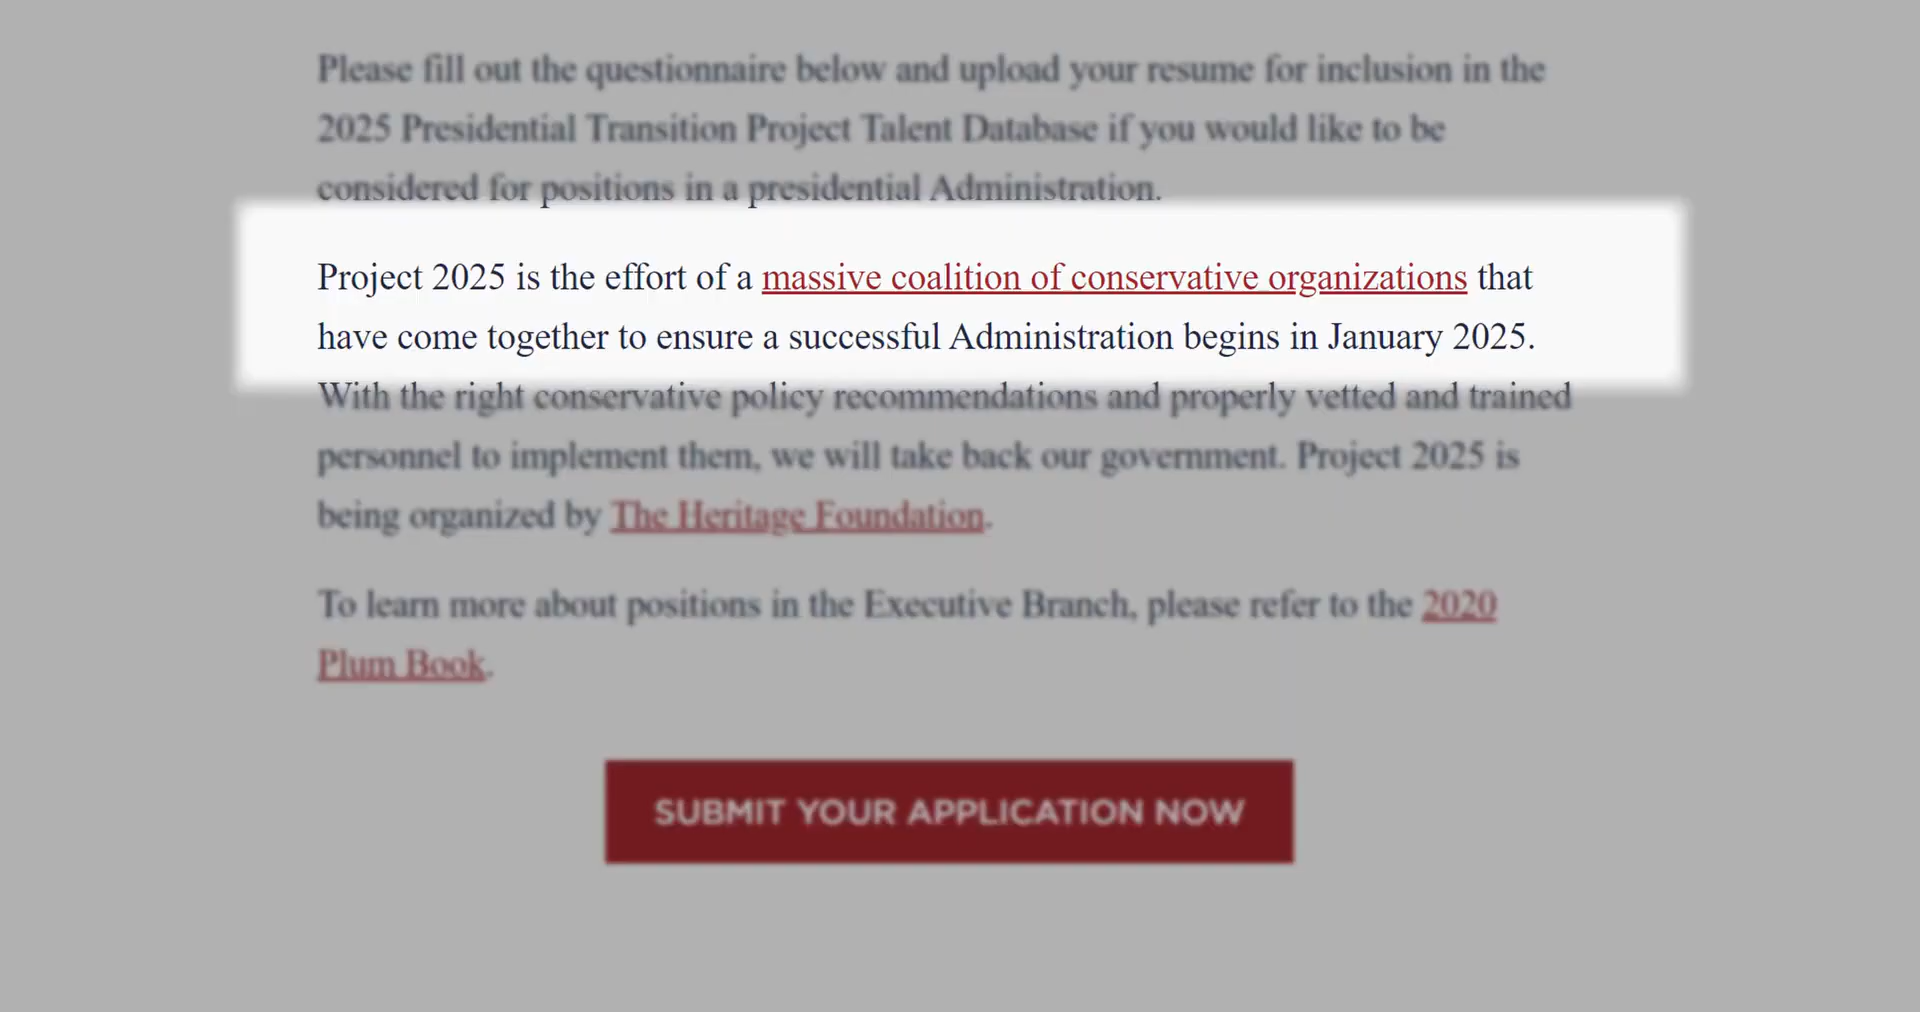 Please fill out the questionnaire below and upload your resume for inclusion in the
2025 Presidential Transition Project Talent Database if you would like to be
considered for positions in a presidential Administration.
Project 2025 is the effort of a massive coalition of conservative organizations that
have come together to ensure a successful Administration begins in January 2025.
With the right conservative policy recommendations and properly vetted and trained
personnel to implement them, we will take back our government. Project 2025 is
being organized by The Heritage Foundation.
To learn more about positions in the Executive Branch, please refer to the 2020
Plum Book.
SUBMIT YOUR APPLICATION NOW